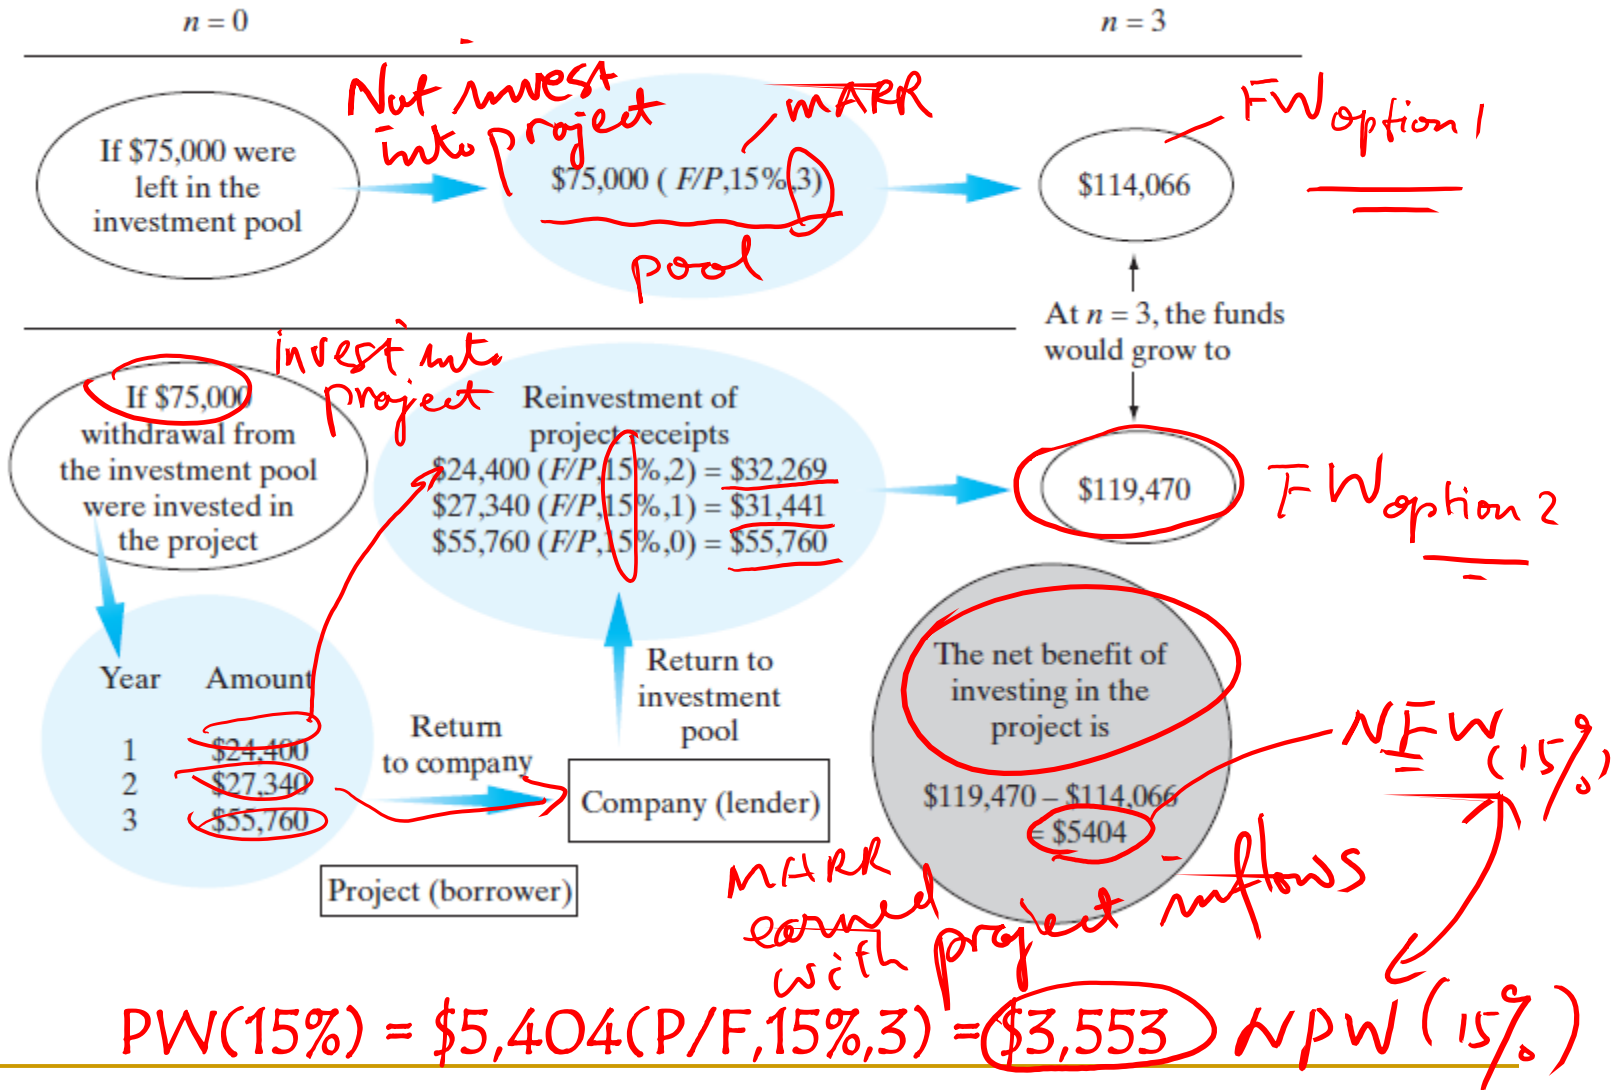 n = 0
n = 3
Not invest
into project
MARR
FW option 1
If $75,000 were
left in the
investment pool
$75,000 ( F/P,15%,3)
$114,066
pool
At n = 3, the funds
would grow to
invest into
project
If $75,000
withdrawal from
the investment pool
were invested in
the project
Reinvestment of
project receipts
$24,400 (F/P,15%,2) = $32,269
$27,340 (F/P,15%,1) = $31,441
$55,760 (F/P,15%,0) = $55,760
$119,470
FW option 2
Year Amount
1 $24,400
2 $27,340
3 $55,760
Return
to company
Return to
investment
pool
Company (lender)
Project (borrower)
The net benefit of
investing in the
project is
$119,470 – $114,066
= $5404
NFW (15%)
MARR
earned
with project inflows
PW(15%) = $5,404(P/F,15%,3) = $3,553 NPW (15%)